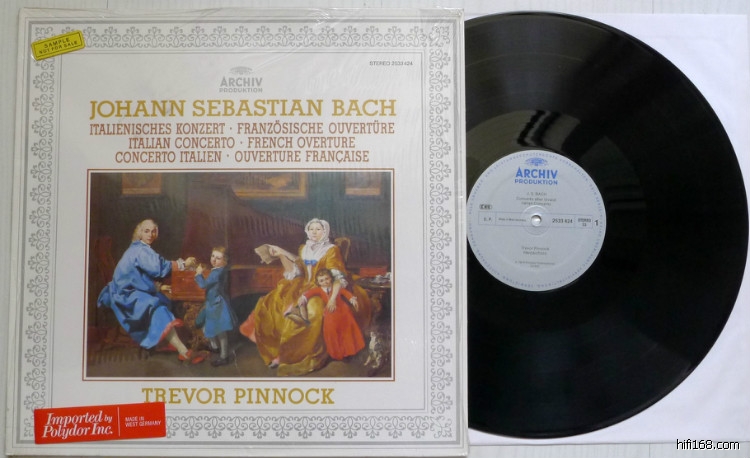 SAMPLE
NOT FOR SALE
STEREO 2533 424
ARCHIV
PRODUKTION
JOHANN SEBASTIAN BACH
ITALIENISCHES KONZERT · FRANZÖSISCHE OUVERTÜRE
ITALIAN CONCERTO · FRENCH OVERTURE
CONCERTO ITALIEN · OUVERTURE FRANÇAISE
TREVOR PINNOCK
Imported by
Polydor Inc.
MADE IN
WEST GERMANY
ARCHIV
PRODUKTION
2533 424
STEREO
1
hifi168.com